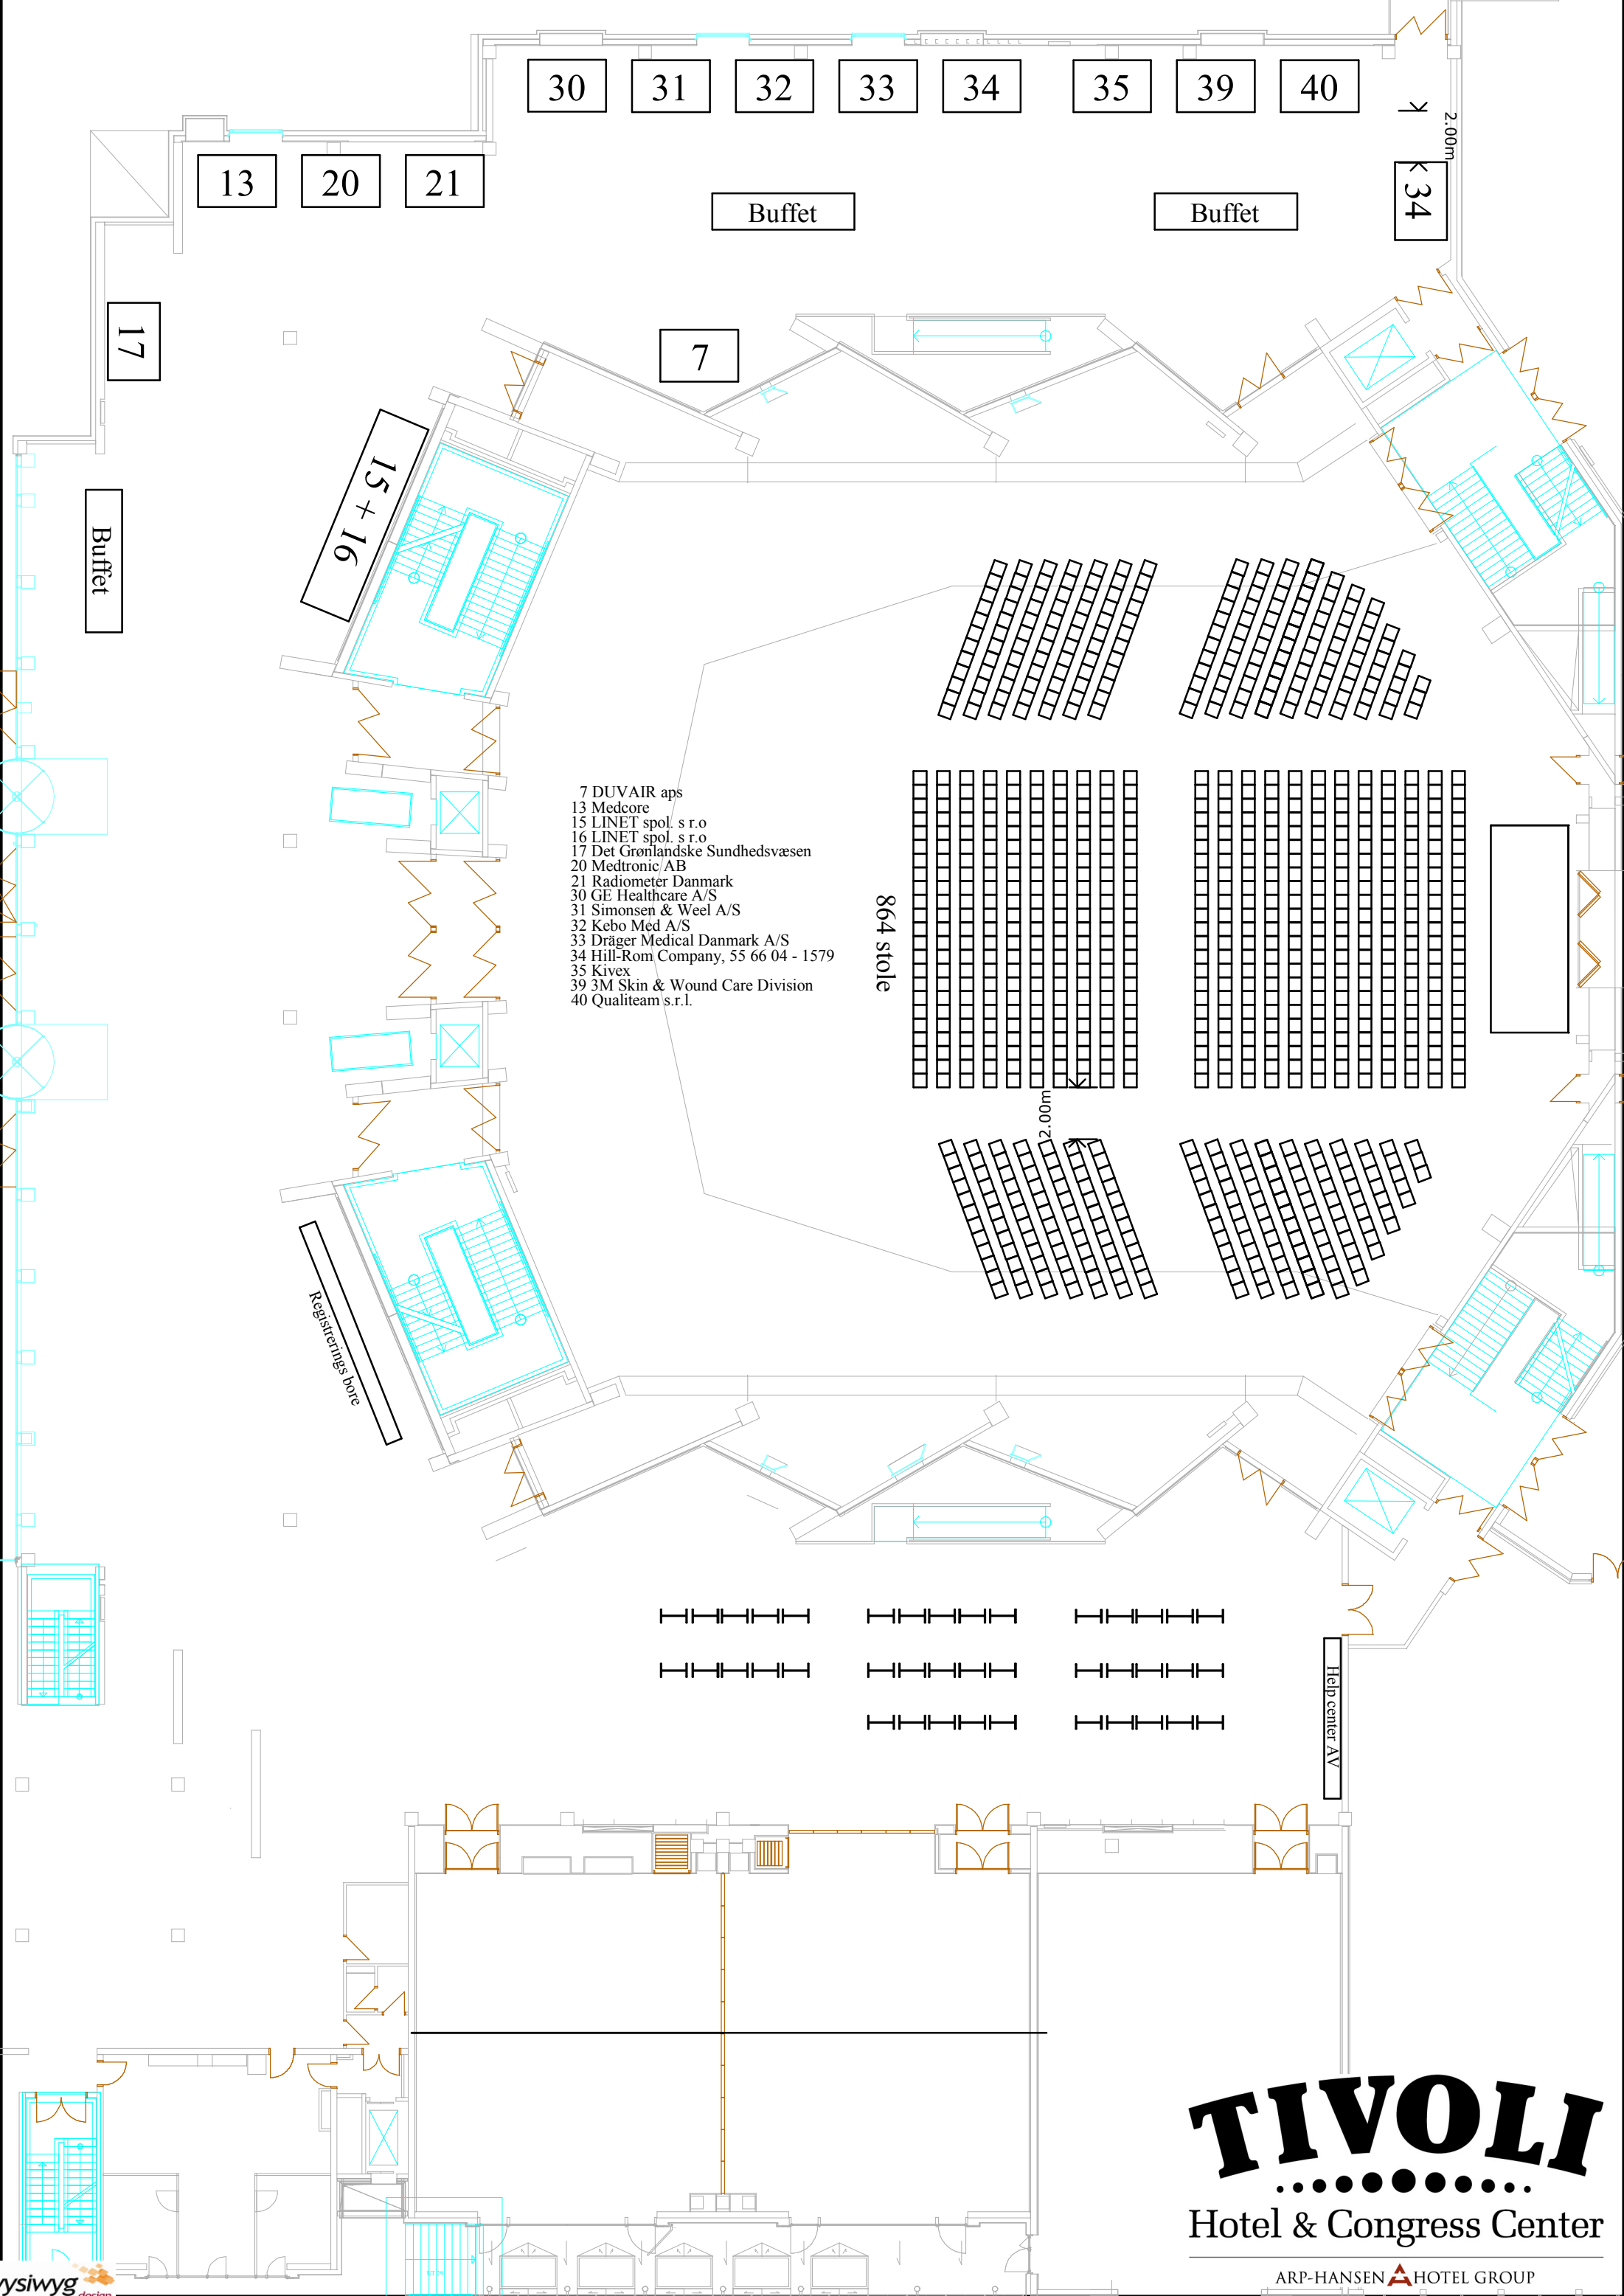 30
31
32
33
34
35
39
40
2.00m
13
20
21
34
Buffet
Buffet
17
7
15 + 16
Buffet
7 DUVAIR aps
13 Medcore
15 LINET spol. s r.o
16 LINET spol. s r.o
17 Det Grønlandske Sundhedsvæsen
20 Medtronic AB
21 Radiometer Danmark
30 GE Healthcare A/S
31 Simonsen & Weel A/S
32 Kebo Med A/S
33 Dräger Medical Danmark A/S
34 Hill-Rom Company, 55 66 04 - 1579
35 Kivex
39 3M Skin & Wound Care Division
40 Qualiteam s.r.l.
864 stole
2.00m
Registrerings bore
Help center AV
TIVOLI
Hotel & Congress Center
ARP-HANSEN HOTEL GROUP
ysiwyg
design